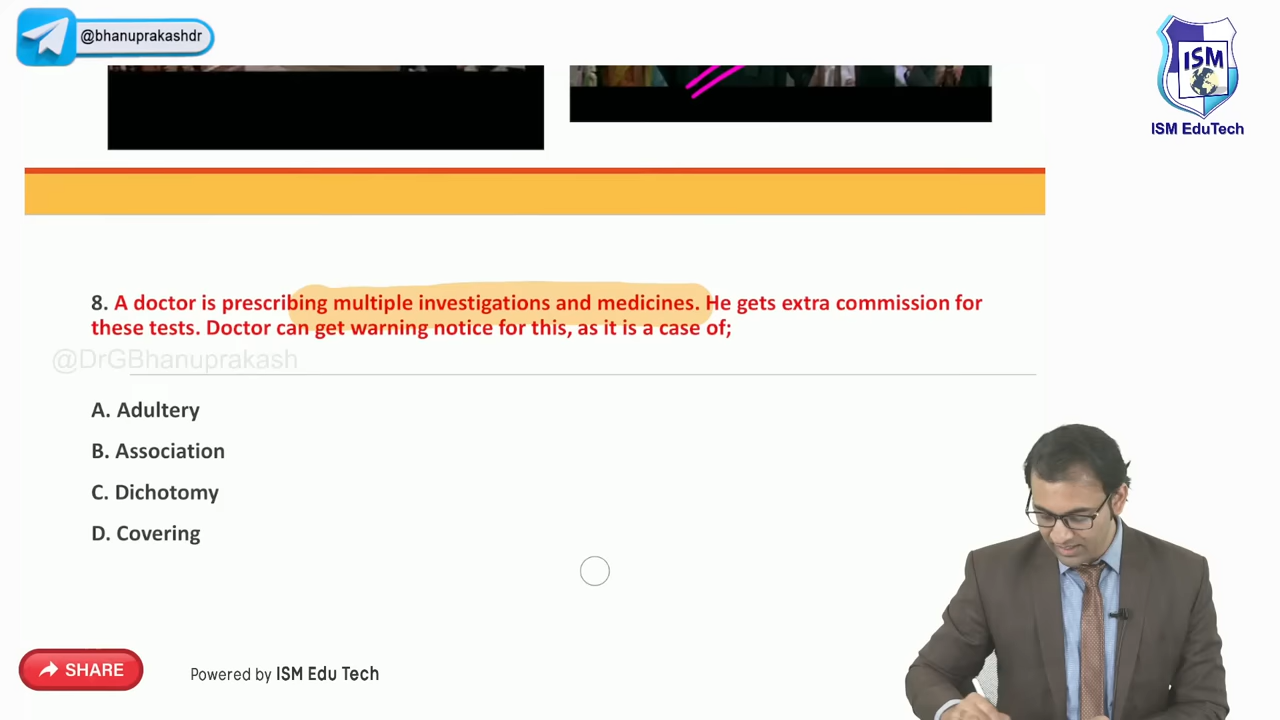 @bhanuprakashdr
ISM
ISM EduTech
8. A doctor is prescribing multiple investigations and medicines. He gets extra commission for
these tests. Doctor can get warning notice for this, as it is a case of;
@DrGBhanuprakash
A. Adultery
B. Association
C. Dichotomy
D. Covering
SHARE
Powered by ISM Edu Tech